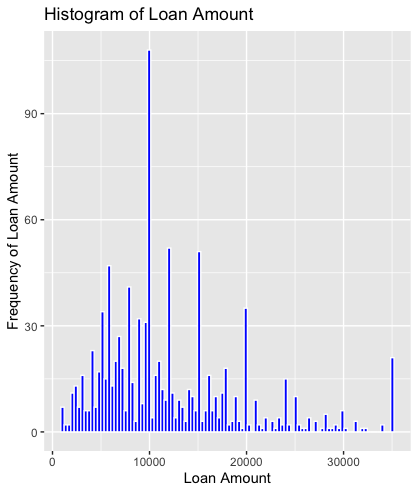 Histogram of Loan Amount
Frequency of Loan Amount
90
60
30
0
0 10000 20000 30000
Loan Amount